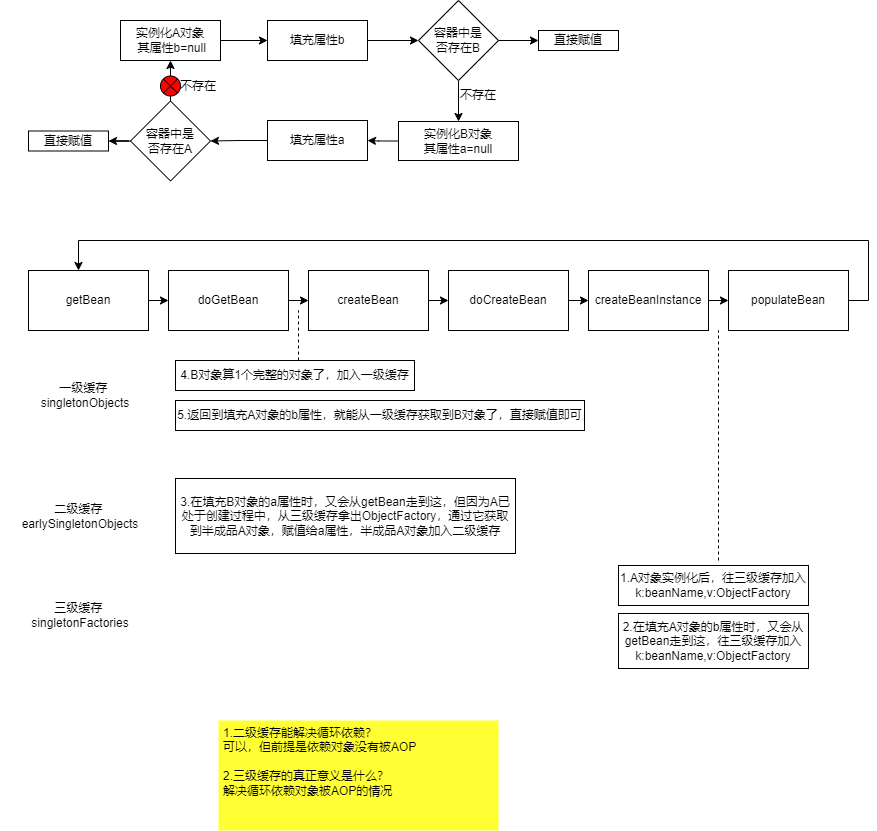 实例化A对象
其属性b=null
填充属性b
容器中是
否存在B
直接赋值
不存在
不存在
直接赋值
容器中是
否存在A
填充属性a
实例化B对象
其属性a=null
getBean
doGetBean
createBean
doCreateBean
createBeanInstance
populateBean
一级缓存
singletonObjects
4.B对象算1个完整的对象了，加入一级缓存
5.返回到填充A对象的b属性，就能从一级缓存获取到B对象了，直接赋值即可
二级缓存
earlySingletonObjects
3.在填充B对象的a属性时，又会从getBean走到这，但因为A已
处于创建过程中，从三级缓存拿出ObjectFactory，通过它获取
到半成品A对象，赋值给a属性，半成品A对象加入二级缓存
三级缓存
singletonFactories
1.A对象实例化后，往三级缓存加入
k:beanName,v:ObjectFactory
2.在填充A对象的b属性时，又会从
getBean走到这，往三级缓存加入
k:beanName,v:ObjectFactory
1.二级缓存能解决循环依赖？
可以，但前提是依赖对象没有被AOP
2.三级缓存的真正意义是什么？
解决循环依赖对象被AOP的情况